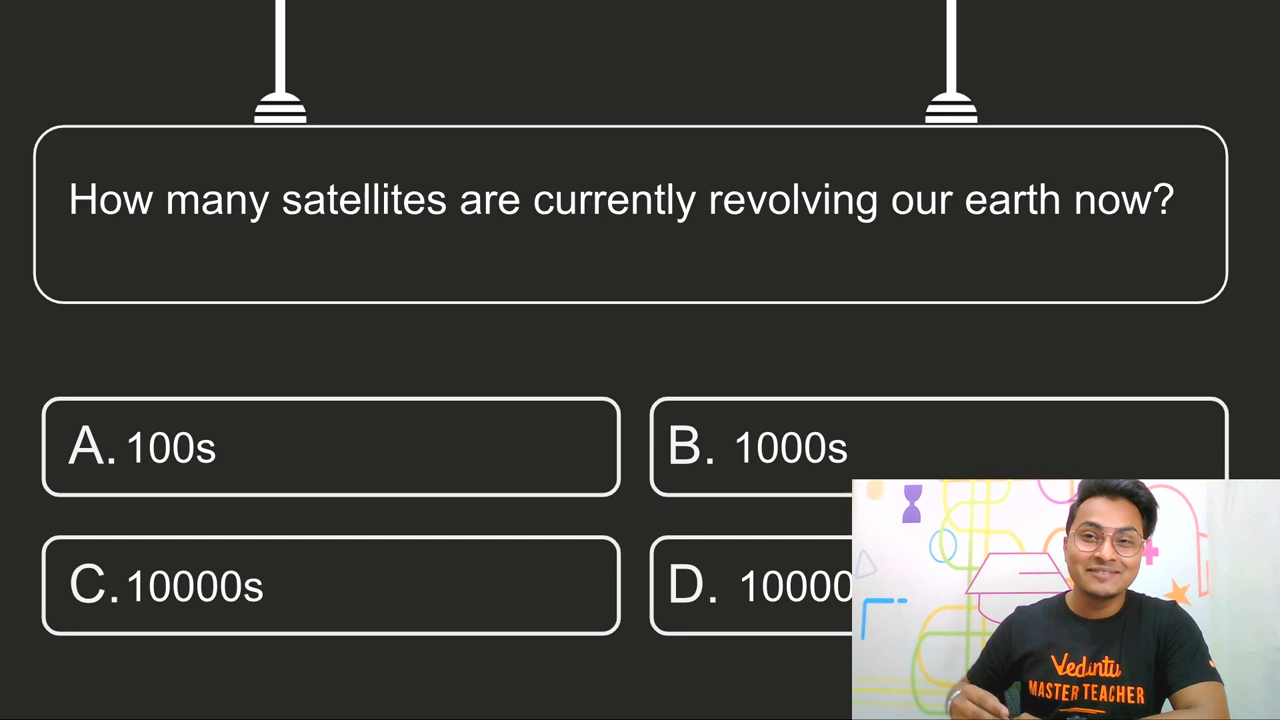 How many satellites are currently revolving our earth now?
A. 100s
B. 1000s
C. 10000s
D. 10000
Vedantu
MASTER TEACHER